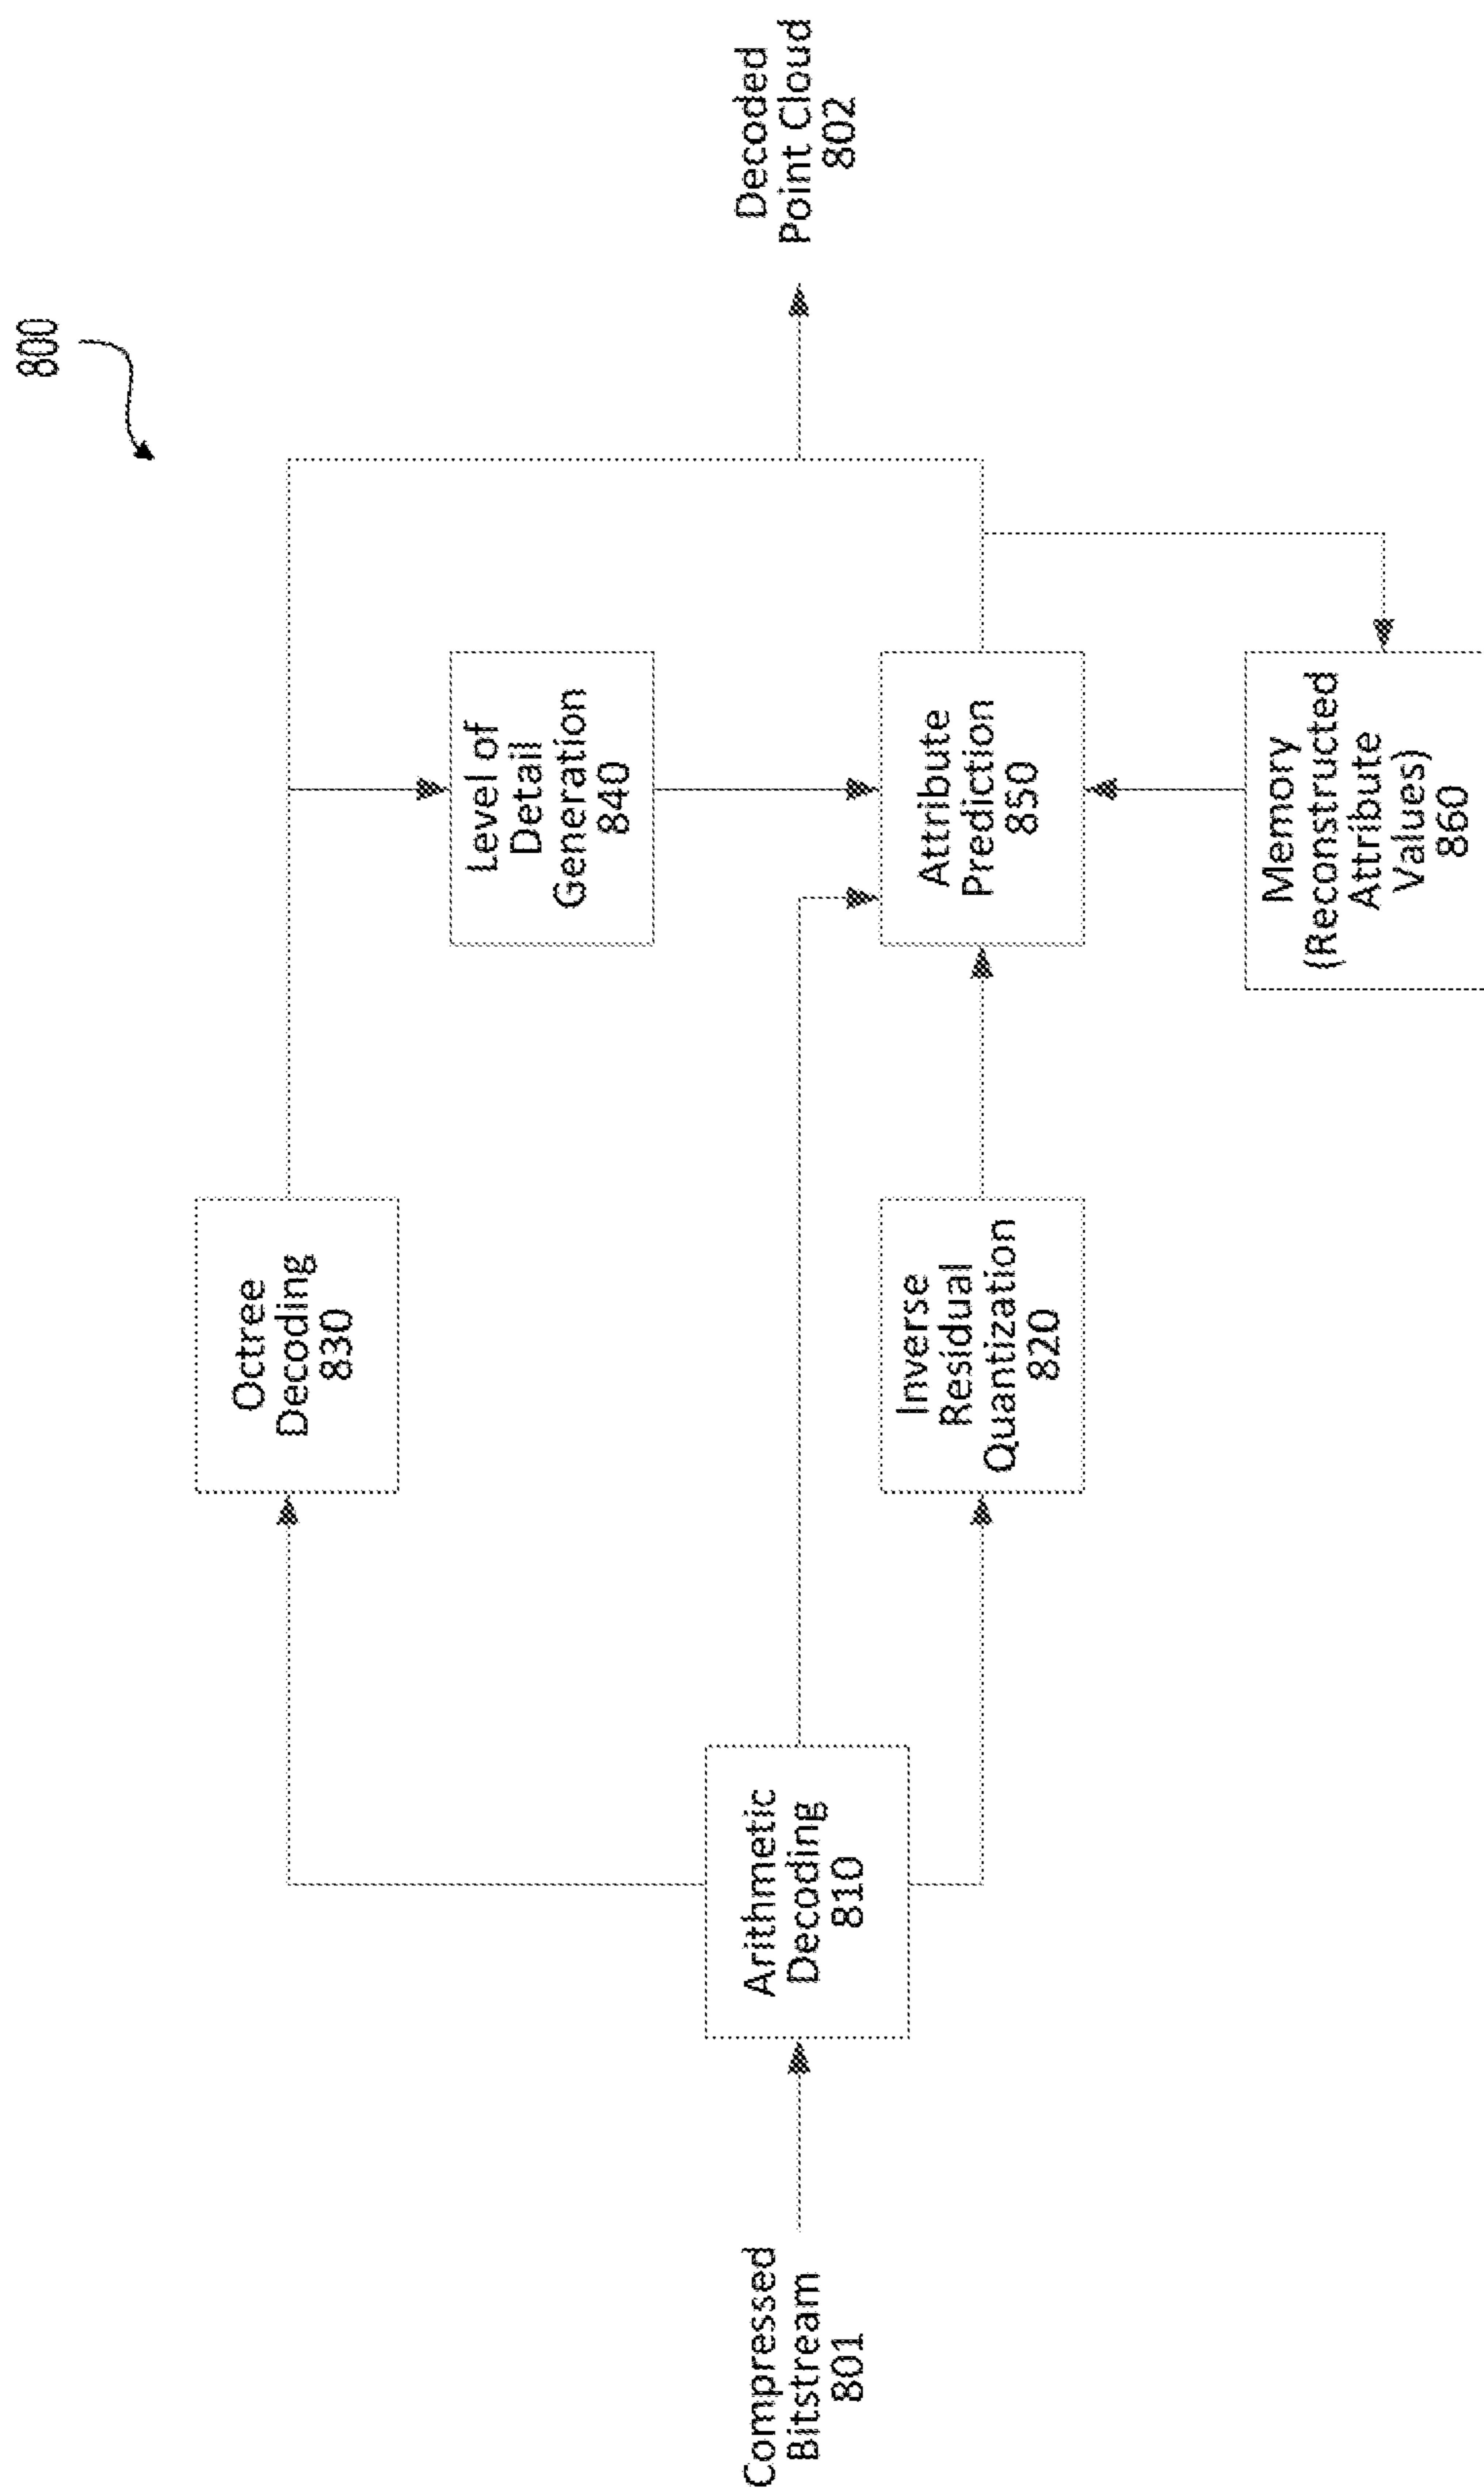 800
Octree
Decoding
830
Level of
Detail
Generation
840
Compressed
Bitstream
801
Arithmetic
Decoding
810
Decoded
Point Cloud
802
Inverse
Residual
Quantization
820
Attribute
Prediction
850
Memory
(Reconstructed
Attribute
Values)
860